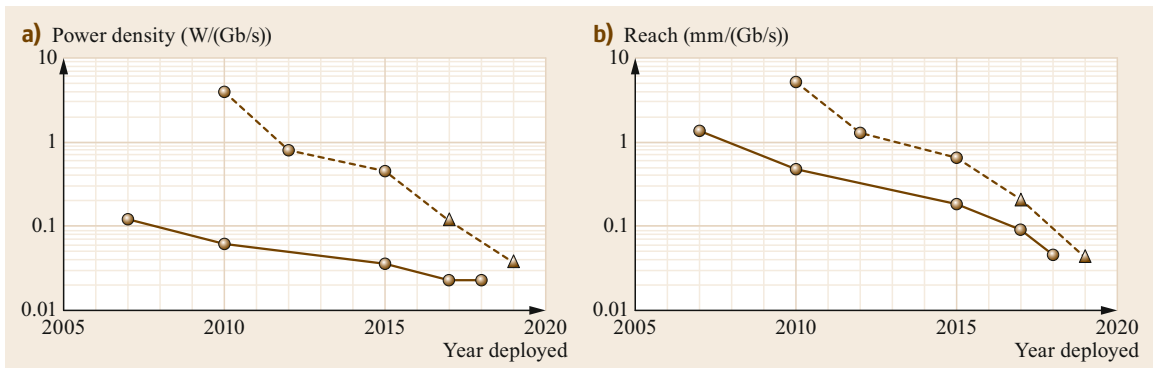 a) Power density (W/(Gb/s))
10
1
0.1
0.01
2005 2010 2015 2020
Year deployed
b) Reach (mm/(Gb/s))
10
1
0.1
0.01
2005 2010 2015 2020
Year deployed